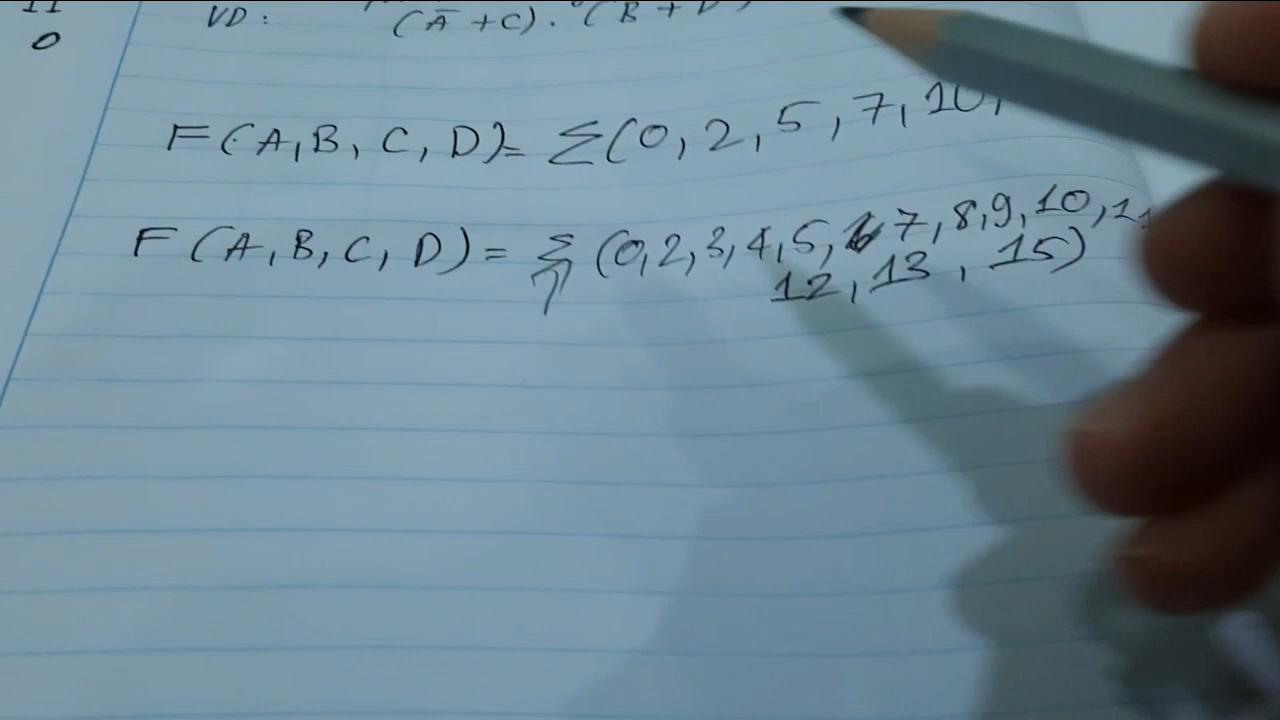 11
0
VD: (Ā + C) . (B + D)
F(A, B, C, D) = Σ(0, 2, 5, 7, 10,
F(A, B, C, D) = Σ (0, 2, 3, 4, 5, 7, 8, 9, 10, 11
π 12, 13, 15)